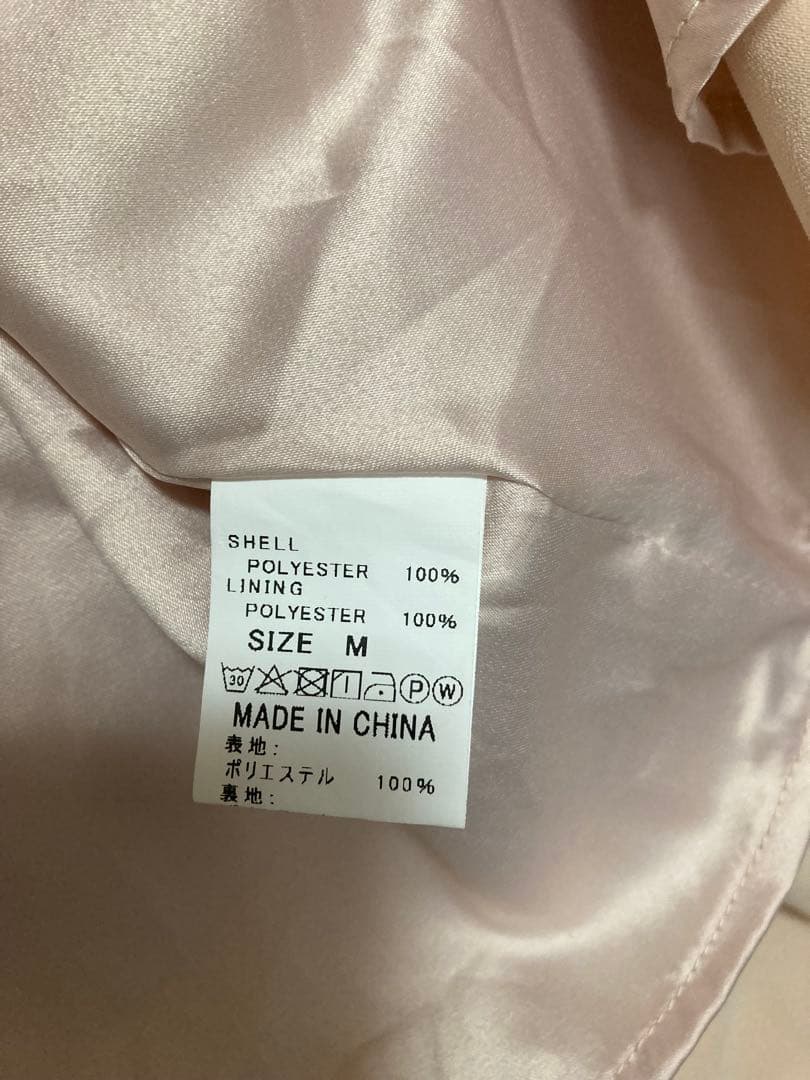 SHELL
POLYESTER 100%
LINING
POLYESTER 100%
SIZE M
30 P W
MADE IN CHINA
表地:
ポリエステル 100%
裏地: